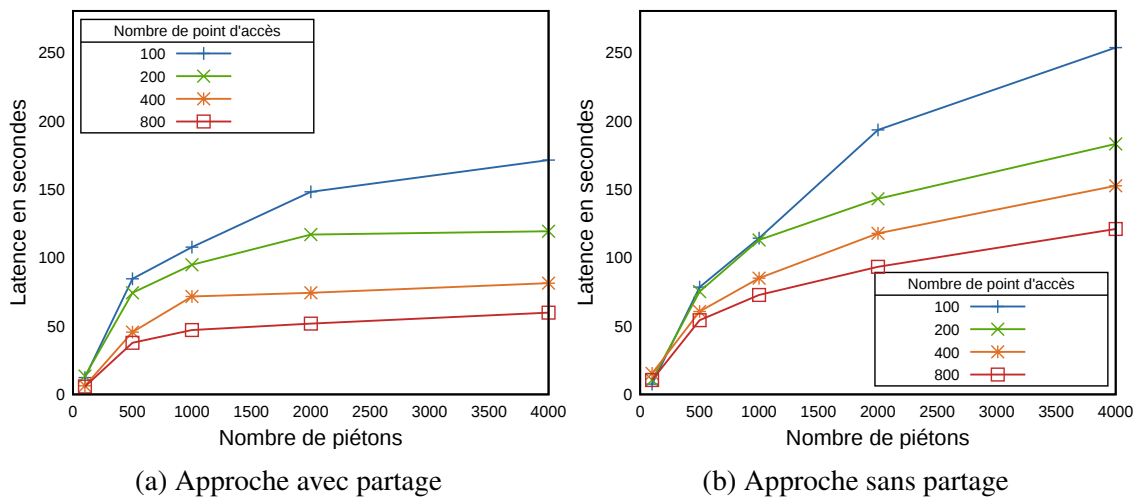 Latence en secondes
250
200
150
100
50
0
Nombre de point d'accès
100
200
400
800
0 500 1000 1500 2000 2500 3000 3500 4000
Nombre de piétons
(a) Approche avec partage
Latence en secondes
250
200
150
100
50
0
Nombre de point d'accès
100
200
400
800
0 500 1000 1500 2000 2500 3000 3500 4000
Nombre de piétons
(b) Approche sans partage